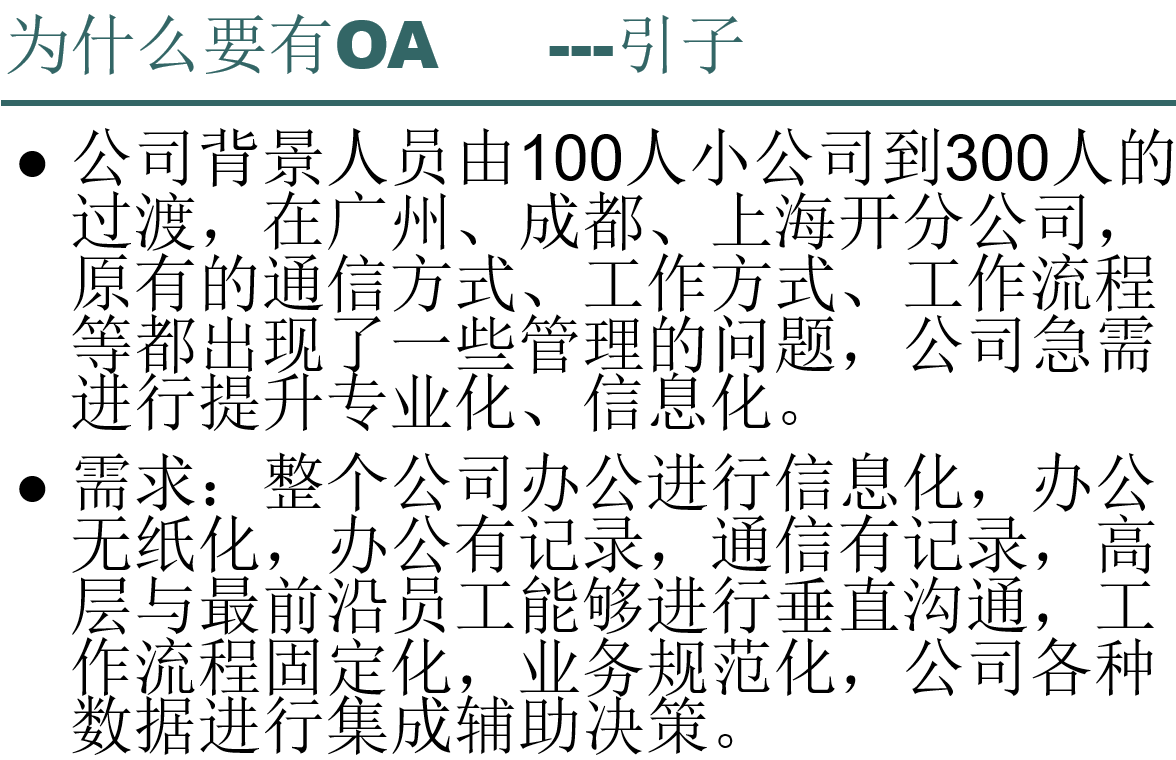 为什么要有OA ---引子
● 公司背景人员由100人小公司到300人的
过渡，在广州、成都、上海开分公司，
原有的通信方式、工作方式、工作流程
等都出现了一些管理的问题，公司急需
进行提升专业化、信息化。
● 需求：整个公司办公进行信息化，办公
无纸化，办公有记录，通信有记录，高
层与最前沿员工能够进行垂直沟通，工
作流程固定化，业务规范化，公司各种
数据进行集成辅助决策。